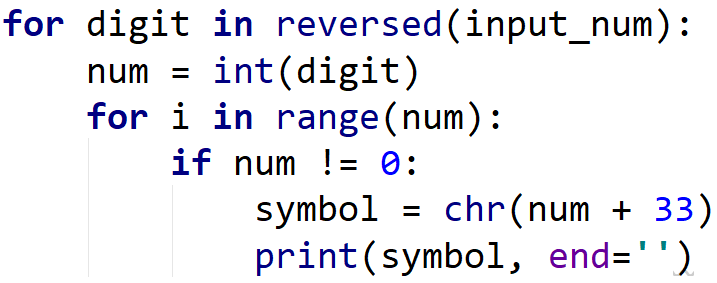 for digit in reversed(input_num):
    num = int(digit)
    for i in range(num):
        if num != 0:
            symbol = chr(num + 33)
            print(symbol, end='')